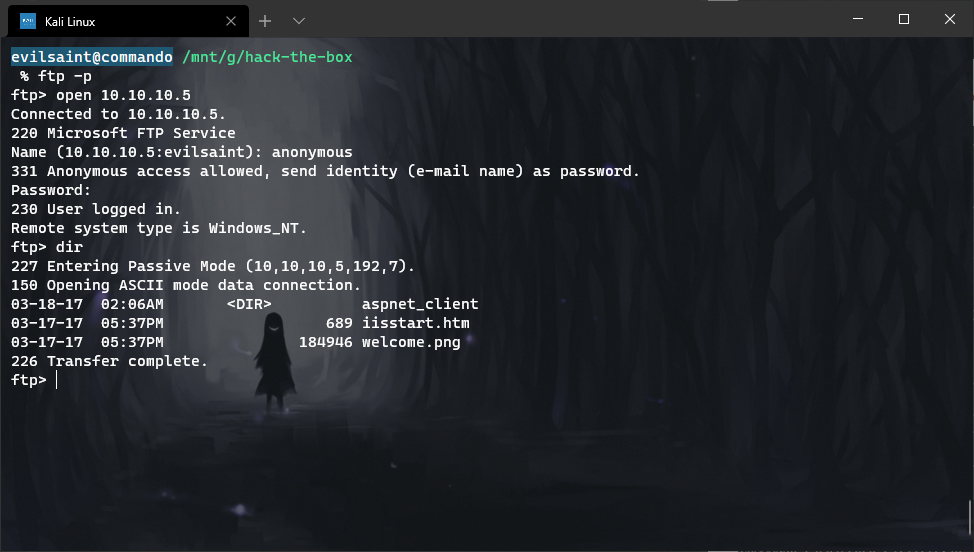 Kali Linux
evilsaint@commando /mnt/g/hack-the-box
% ftp -p
ftp> open 10.10.10.5
Connected to 10.10.10.5.
220 Microsoft FTP Service
Name (10.10.10.5:evilsaint): anonymous
331 Anonymous access allowed, send identity (e-mail name) as password.
Password:
230 User logged in.
Remote system type is Windows_NT.
ftp> dir
227 Entering Passive Mode (10,10,10,5,192,7).
150 Opening ASCII mode data connection.
03-18-17  02:06AM       <DIR>          aspnet_client
03-17-17  05:37PM                  689 iisstart.htm
03-17-17  05:37PM               184946 welcome.png
226 Transfer complete.
ftp>